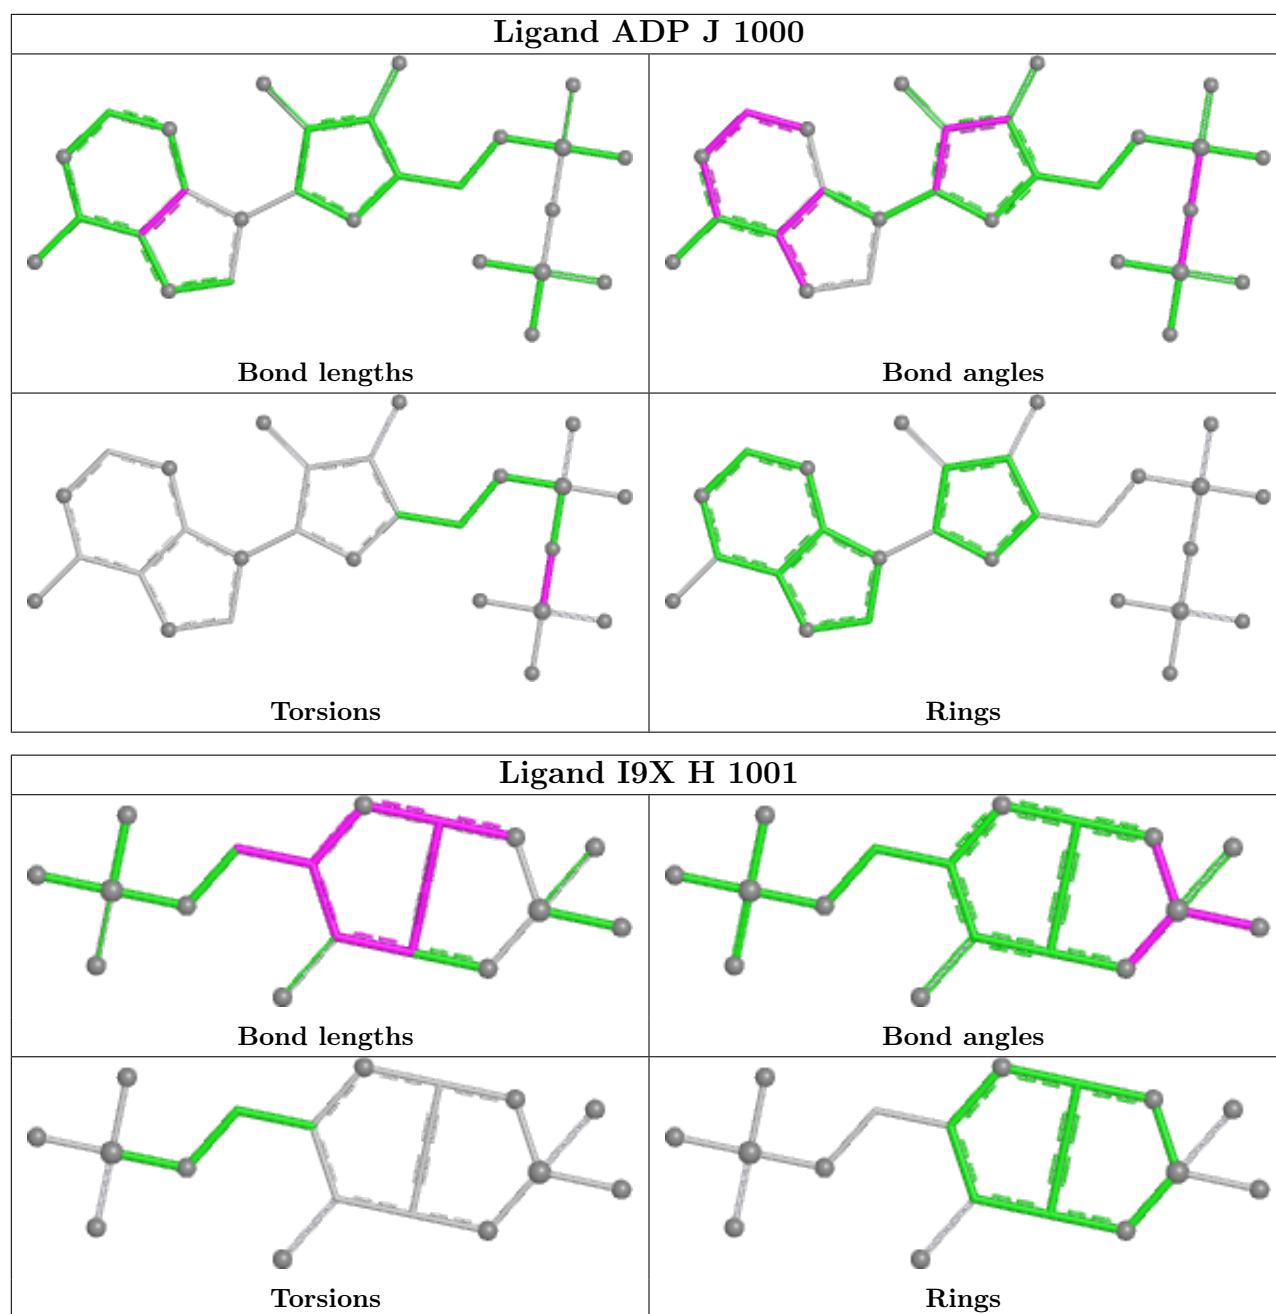 Ligand ADP J 1000
Bond lengths
Bond angles
Torsions
Rings
Ligand I9X H 1001
Bond lengths
Bond angles
Torsions
Rings